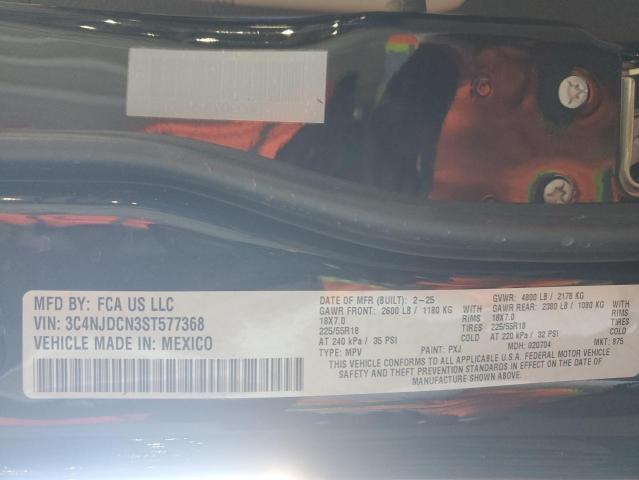 MFD BY: FCA US LLC
VIN: 3C4NJDCN3ST577368
VEHICLE MADE IN: MEXICO
DATE OF MFR (BUILT): 2-25 GVWR: 4800 LB / 2178 KG
GAWR FRONT: 2600 LB / 1180 KG WITH GAWR REAR: 2380 LB / 1080 KG WITH
18X7.0 RIMS 18X7.0 RIMS
225/55R18 TIRES 225/55R18 TIRES
AT 240 kPa / 35 PSI COLD AT 220 kPa / 32 PSI COLD
TYPE: MPV PAINT: PXJ MDH: 020704 MKT: 875
THIS VEHICLE CONFORMS TO ALL APPLICABLE U.S.A. FEDERAL MOTOR VEHICLE
SAFETY AND THEFT PREVENTION STANDARDS IN EFFECT ON THE DATE OF
MANUFACTURE SHOWN ABOVE.